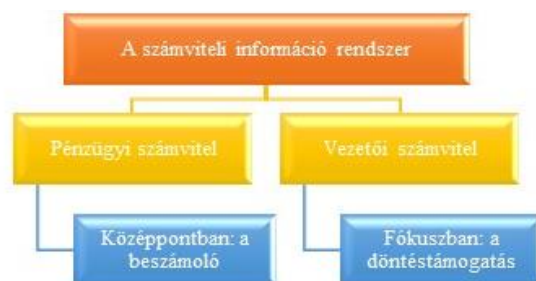 A számviteli információ rendszer
Pénzügyi számvitel
Vezetői számvitel
Középpontban: a
beszámoló
Fókuszban: a
döntéstámogatás